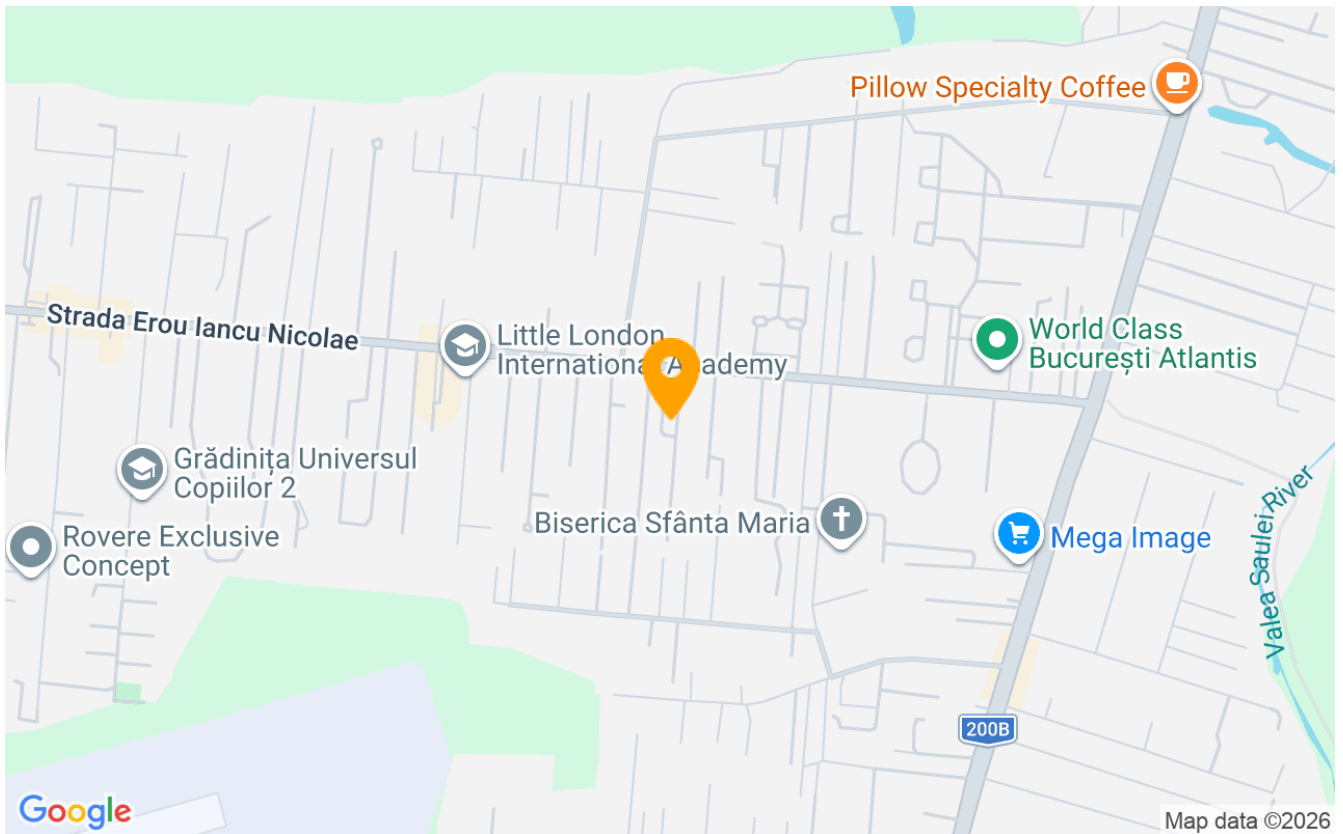 Pillow Specialty Coffee
Strada Erou Iancu Nicolae
Little London
International Academy
World Class
București Atlantis
Grădinița Universul
Copiilor 2
Rovere Exclusive
Concept
Biserica Sfânta Maria
Mega Image
Valea Saulei River
200B
Google
Map data ©2026